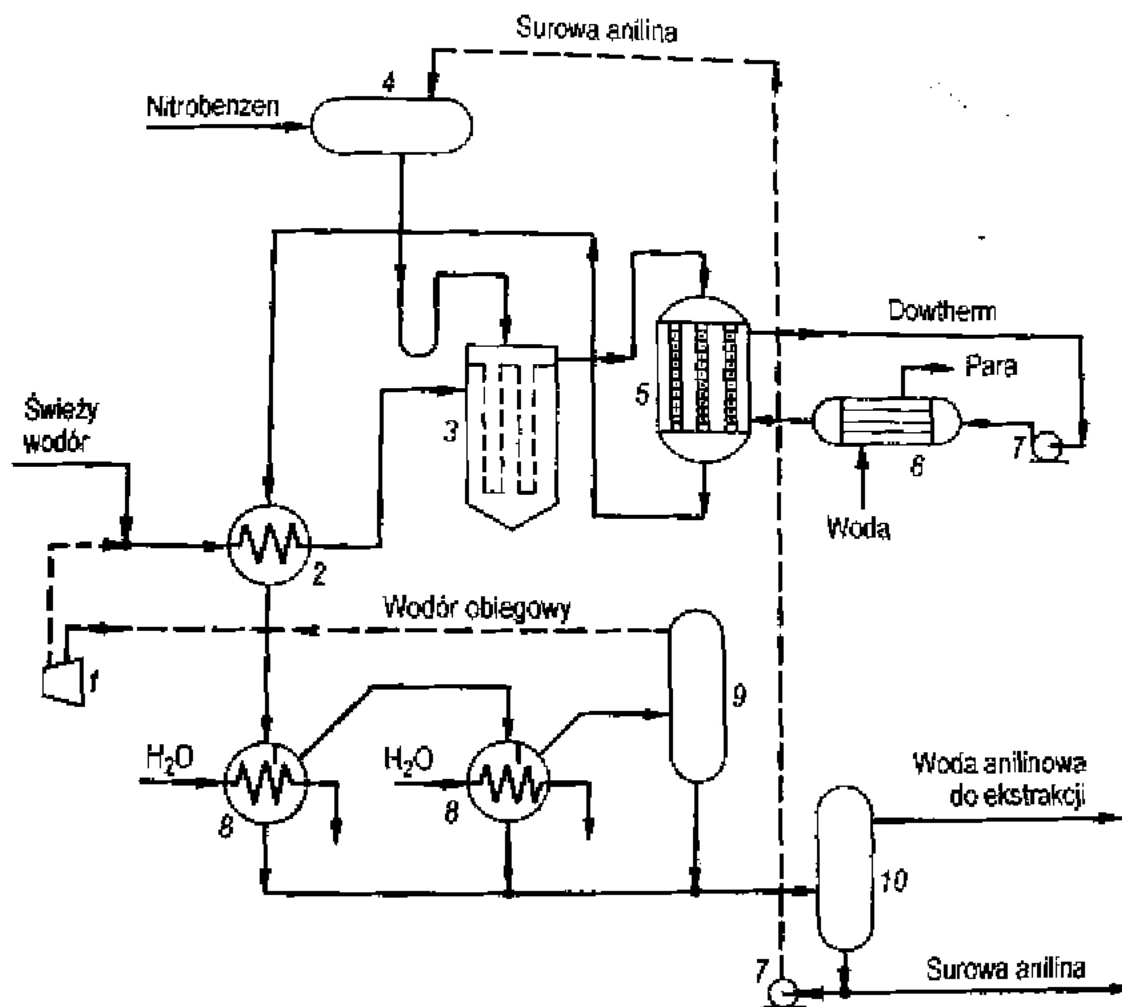 Surowa anilina
4
Nitrobenzen
Dowtherm
Para
5
Świeży
wodór
3
7
6
Woda
2
Wodór obiegowy
1
9
H₂O
H₂O
Woda anilinowa
do ekstrakcji
8
8
10
7
Surowa anilina